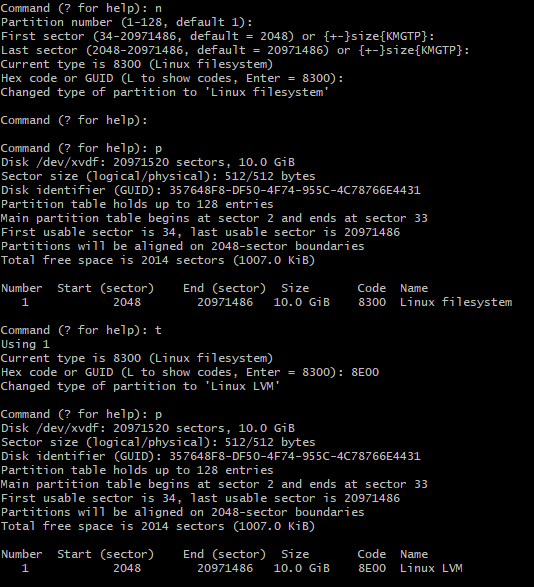 Command (? for help): n
Partition number (1-128, default 1):
First sector (34-20971486, default = 2048) or {+-}size{KMGTP}:
Last sector (2048-20971486, default = 20971486) or {+-}size{KMGTP}:
Current type is 8300 (Linux filesystem)
Hex code or GUID (L to show codes, Enter = 8300):
Changed type of partition to 'Linux filesystem'
Command (? for help):
Command (? for help): p
Disk /dev/xvdf: 20971520 sectors, 10.0 GiB
Sector size (logical/physical): 512/512 bytes
Disk identifier (GUID): 357648F8-DF50-4F74-955C-4C78766E4431
Partition table holds up to 128 entries
Main partition table begins at sector 2 and ends at sector 33
First usable sector is 34, last usable sector is 20971486
Partitions will be aligned on 2048-sector boundaries
Total free space is 2014 sectors (1007.0 KiB)
Number  Start (sector)    End (sector)  Size       Code  Name
   1            2048        20971486   10.0 GiB    8300  Linux filesystem
Command (? for help): t
Using 1
Current type is 8300 (Linux filesystem)
Hex code or GUID (L to show codes, Enter = 8300): 8E00
Changed type of partition to 'Linux LVM'
Command (? for help): p
Disk /dev/xvdf: 20971520 sectors, 10.0 GiB
Sector size (logical/physical): 512/512 bytes
Disk identifier (GUID): 357648F8-DF50-4F74-955C-4C78766E4431
Partition table holds up to 128 entries
Main partition table begins at sector 2 and ends at sector 33
First usable sector is 34, last usable sector is 20971486
Partitions will be aligned on 2048-sector boundaries
Total free space is 2014 sectors (1007.0 KiB)
Number  Start (sector)    End (sector)  Size       Code  Name
   1            2048        20971486   10.0 GiB    8E00  Linux LVM